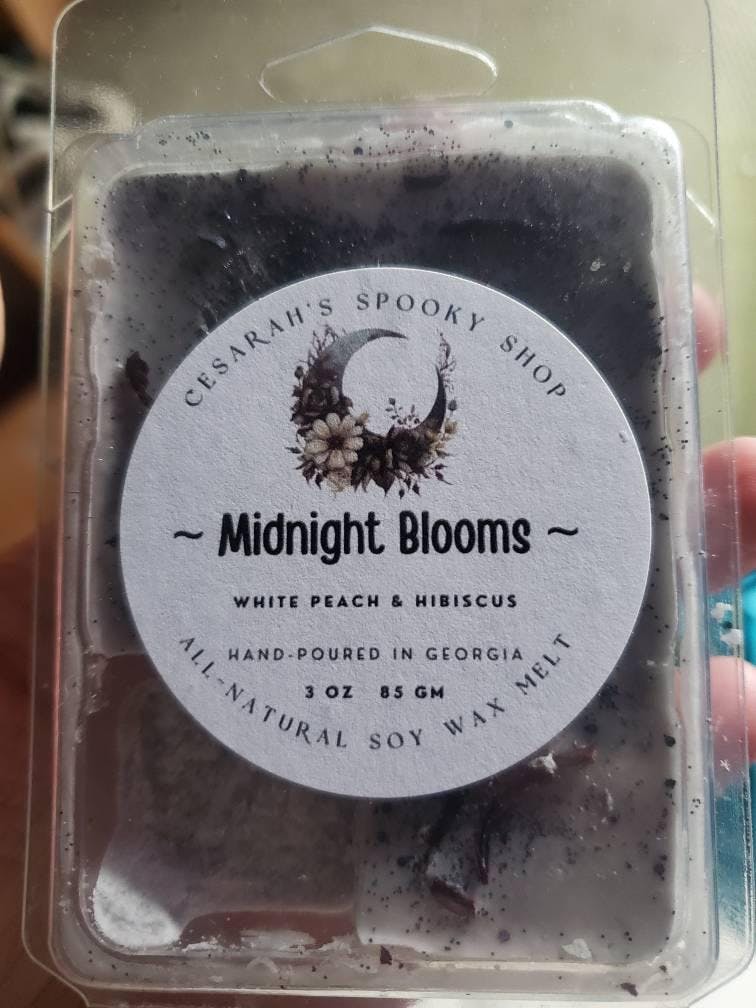 CESARAH'S SPOOKY SHOP
~ Midnight Blooms ~
WHITE PEACH & HIBISCUS
HAND-POURED IN GEORGIA
3 OZ 85 GM
ALL-NATURAL SOY WAX MELT